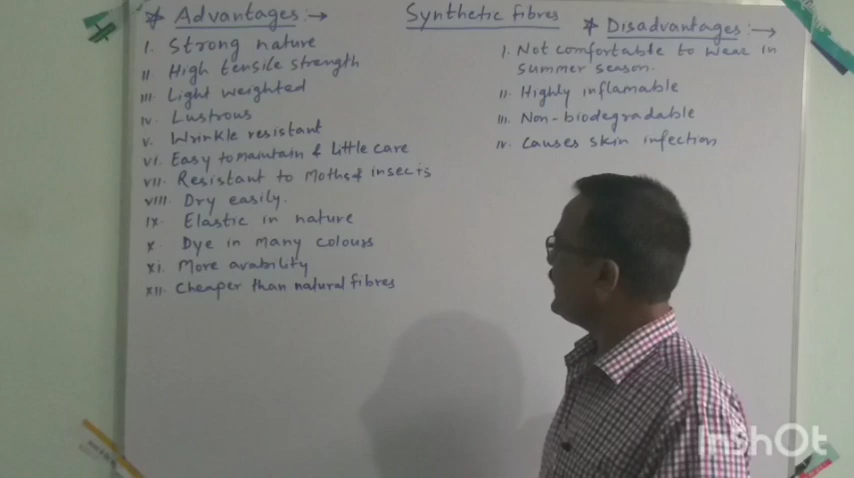 Synthetic fibres
* Advantages :→
I. Strong nature
II. High tensile strength
III. Light weighted
IV. Lustrous
V. Wrinkle resistant
VI. Easy to maintain & little care
VII. Resistant to Moths & insects
VIII. Dry easily.
IX. Elastic in nature
X. Dye in many colours
XI. More avability
XII. Cheaper than natural fibres
* Disadvantages :→
I. Not comfortable to wear in
summer season.
II. Highly inflamable
III. Non-biodegradable
IV. Causes skin infection
InShOt